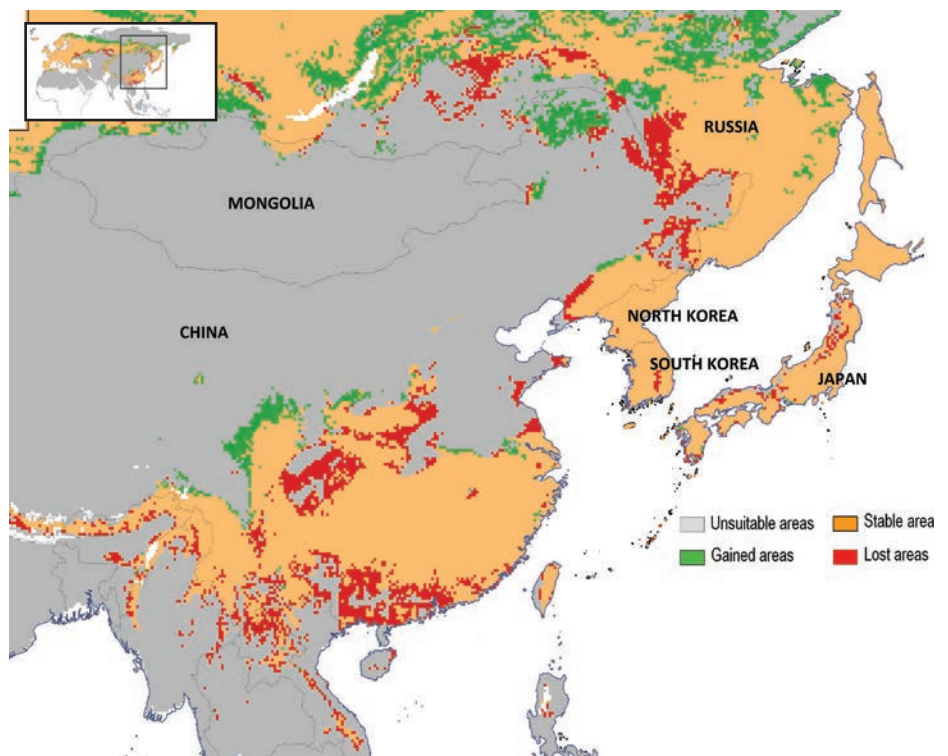 RUSSIA
MONGOLIA
CHINA
NORTH KOREA
SOUTH KOREA
JAPAN
Unsuitable areas
Stable area
Gained areas
Lost areas